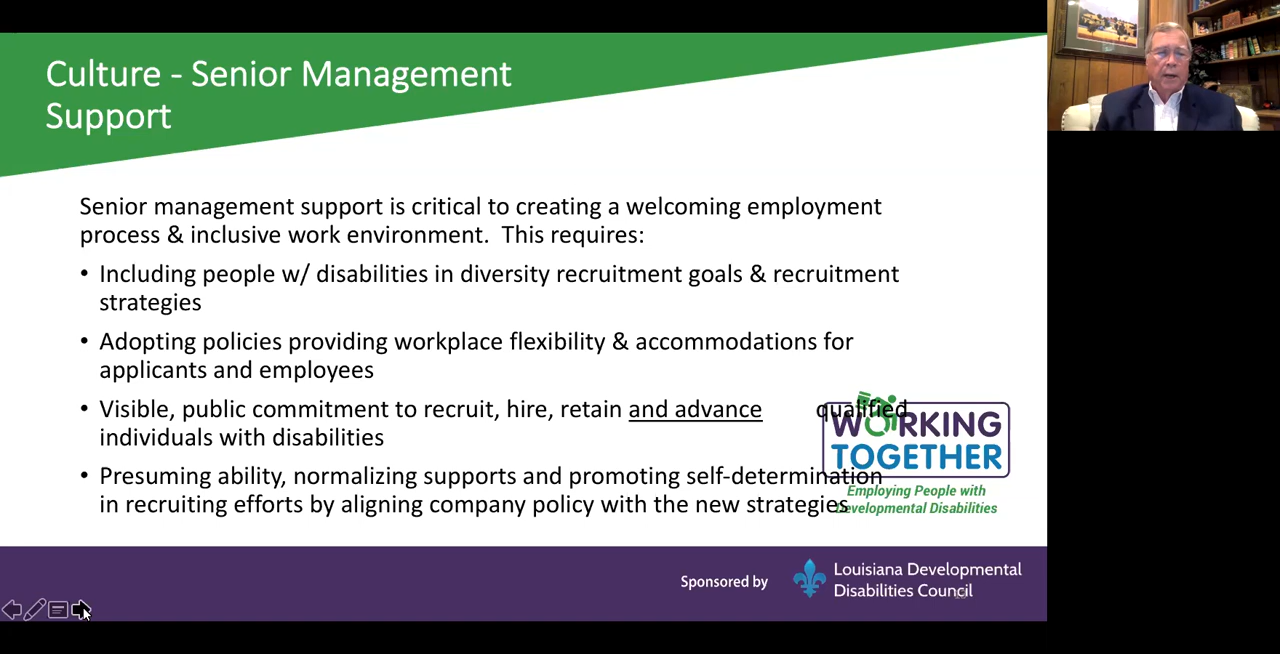 Culture - Senior Management
Support
Senior management support is critical to creating a welcoming employment
process & inclusive work environment.  This requires:
• Including people w/ disabilities in diversity recruitment goals & recruitment
strategies
• Adopting policies providing workplace flexibility & accommodations for
applicants and employees
• Visible, public commitment to recruit, hire, retain and advance qualified
individuals with disabilities
• Presuming ability, normalizing supports and promoting self-determination
in recruiting efforts by aligning company policy with the new strategies
WORKING
TOGETHER
Employing People with
Developmental Disabilities
Sponsored by
Louisiana Developmental
Disabilities Council